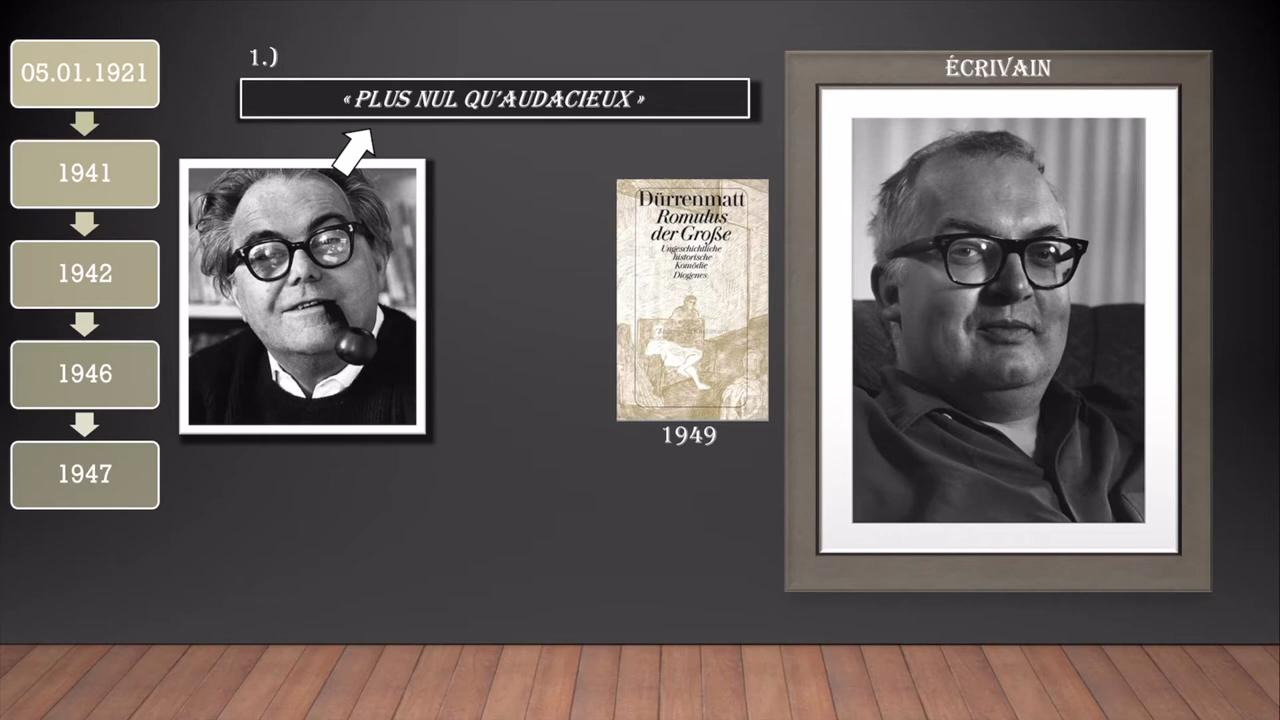 05.01.1921
1941
1942
1946
1947
1.)
« PLUS NUL QU'AUDACIEUX »
Dürrenmatt
Romulus
der Große
Ungeschichtliche
historische
Komödie
Diogenes
1949
ÉCRIVAIN